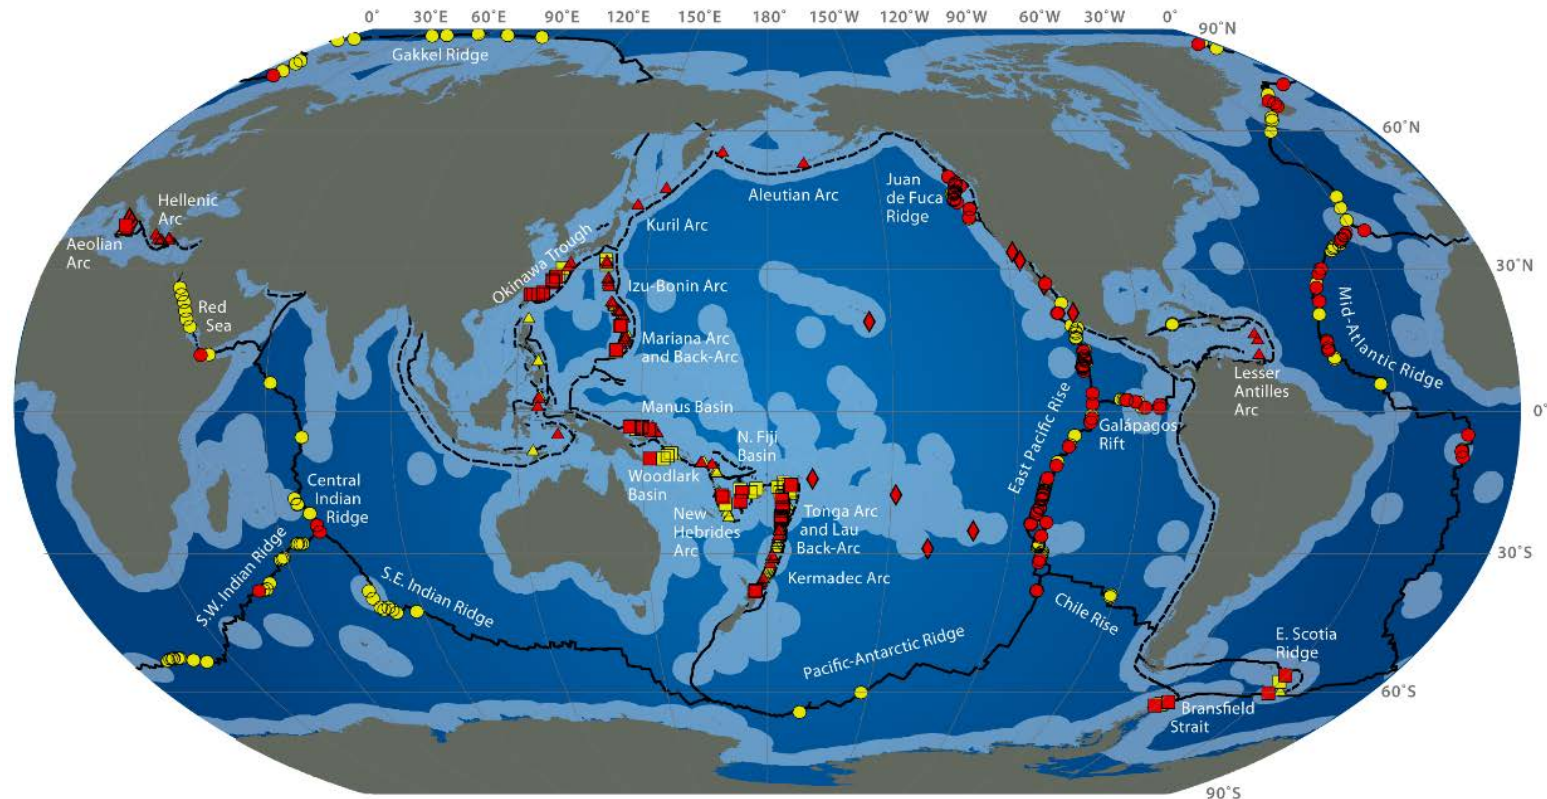 0˚ 30˚E 60˚E 90˚E 120˚E 150˚E 180˚ 150˚W 120˚W 90˚W 60˚W 30˚W 0˚
90˚N
Gakkel Ridge
60˚N
Hellenic
Arc
Aeolian
Arc
Aleutian Arc
Juan
de Fuca
Ridge
Kuril Arc
Okinawa Trough
30˚N
Izu-Bonin Arc
Red
Sea
Mariana Arc
and Back-Arc
Mid-Atlantic Ridge
Lesser
Antilles
Arc
Manus Basin
0˚
East Pacific Rise
Galápagos
Rift
N. Fiji
Basin
Woodlark
Basin
Central
Indian
Ridge
New
Hebrides
Arc
Tonga Arc
and Lau
Back-Arc
30˚S
S.W. Indian Ridge
S.E. Indian Ridge
Kermadec Arc
Chile Rise
Pacific-Antarctic Ridge
E. Scotia
Ridge
60˚S
Bransfield
Strait
90˚S